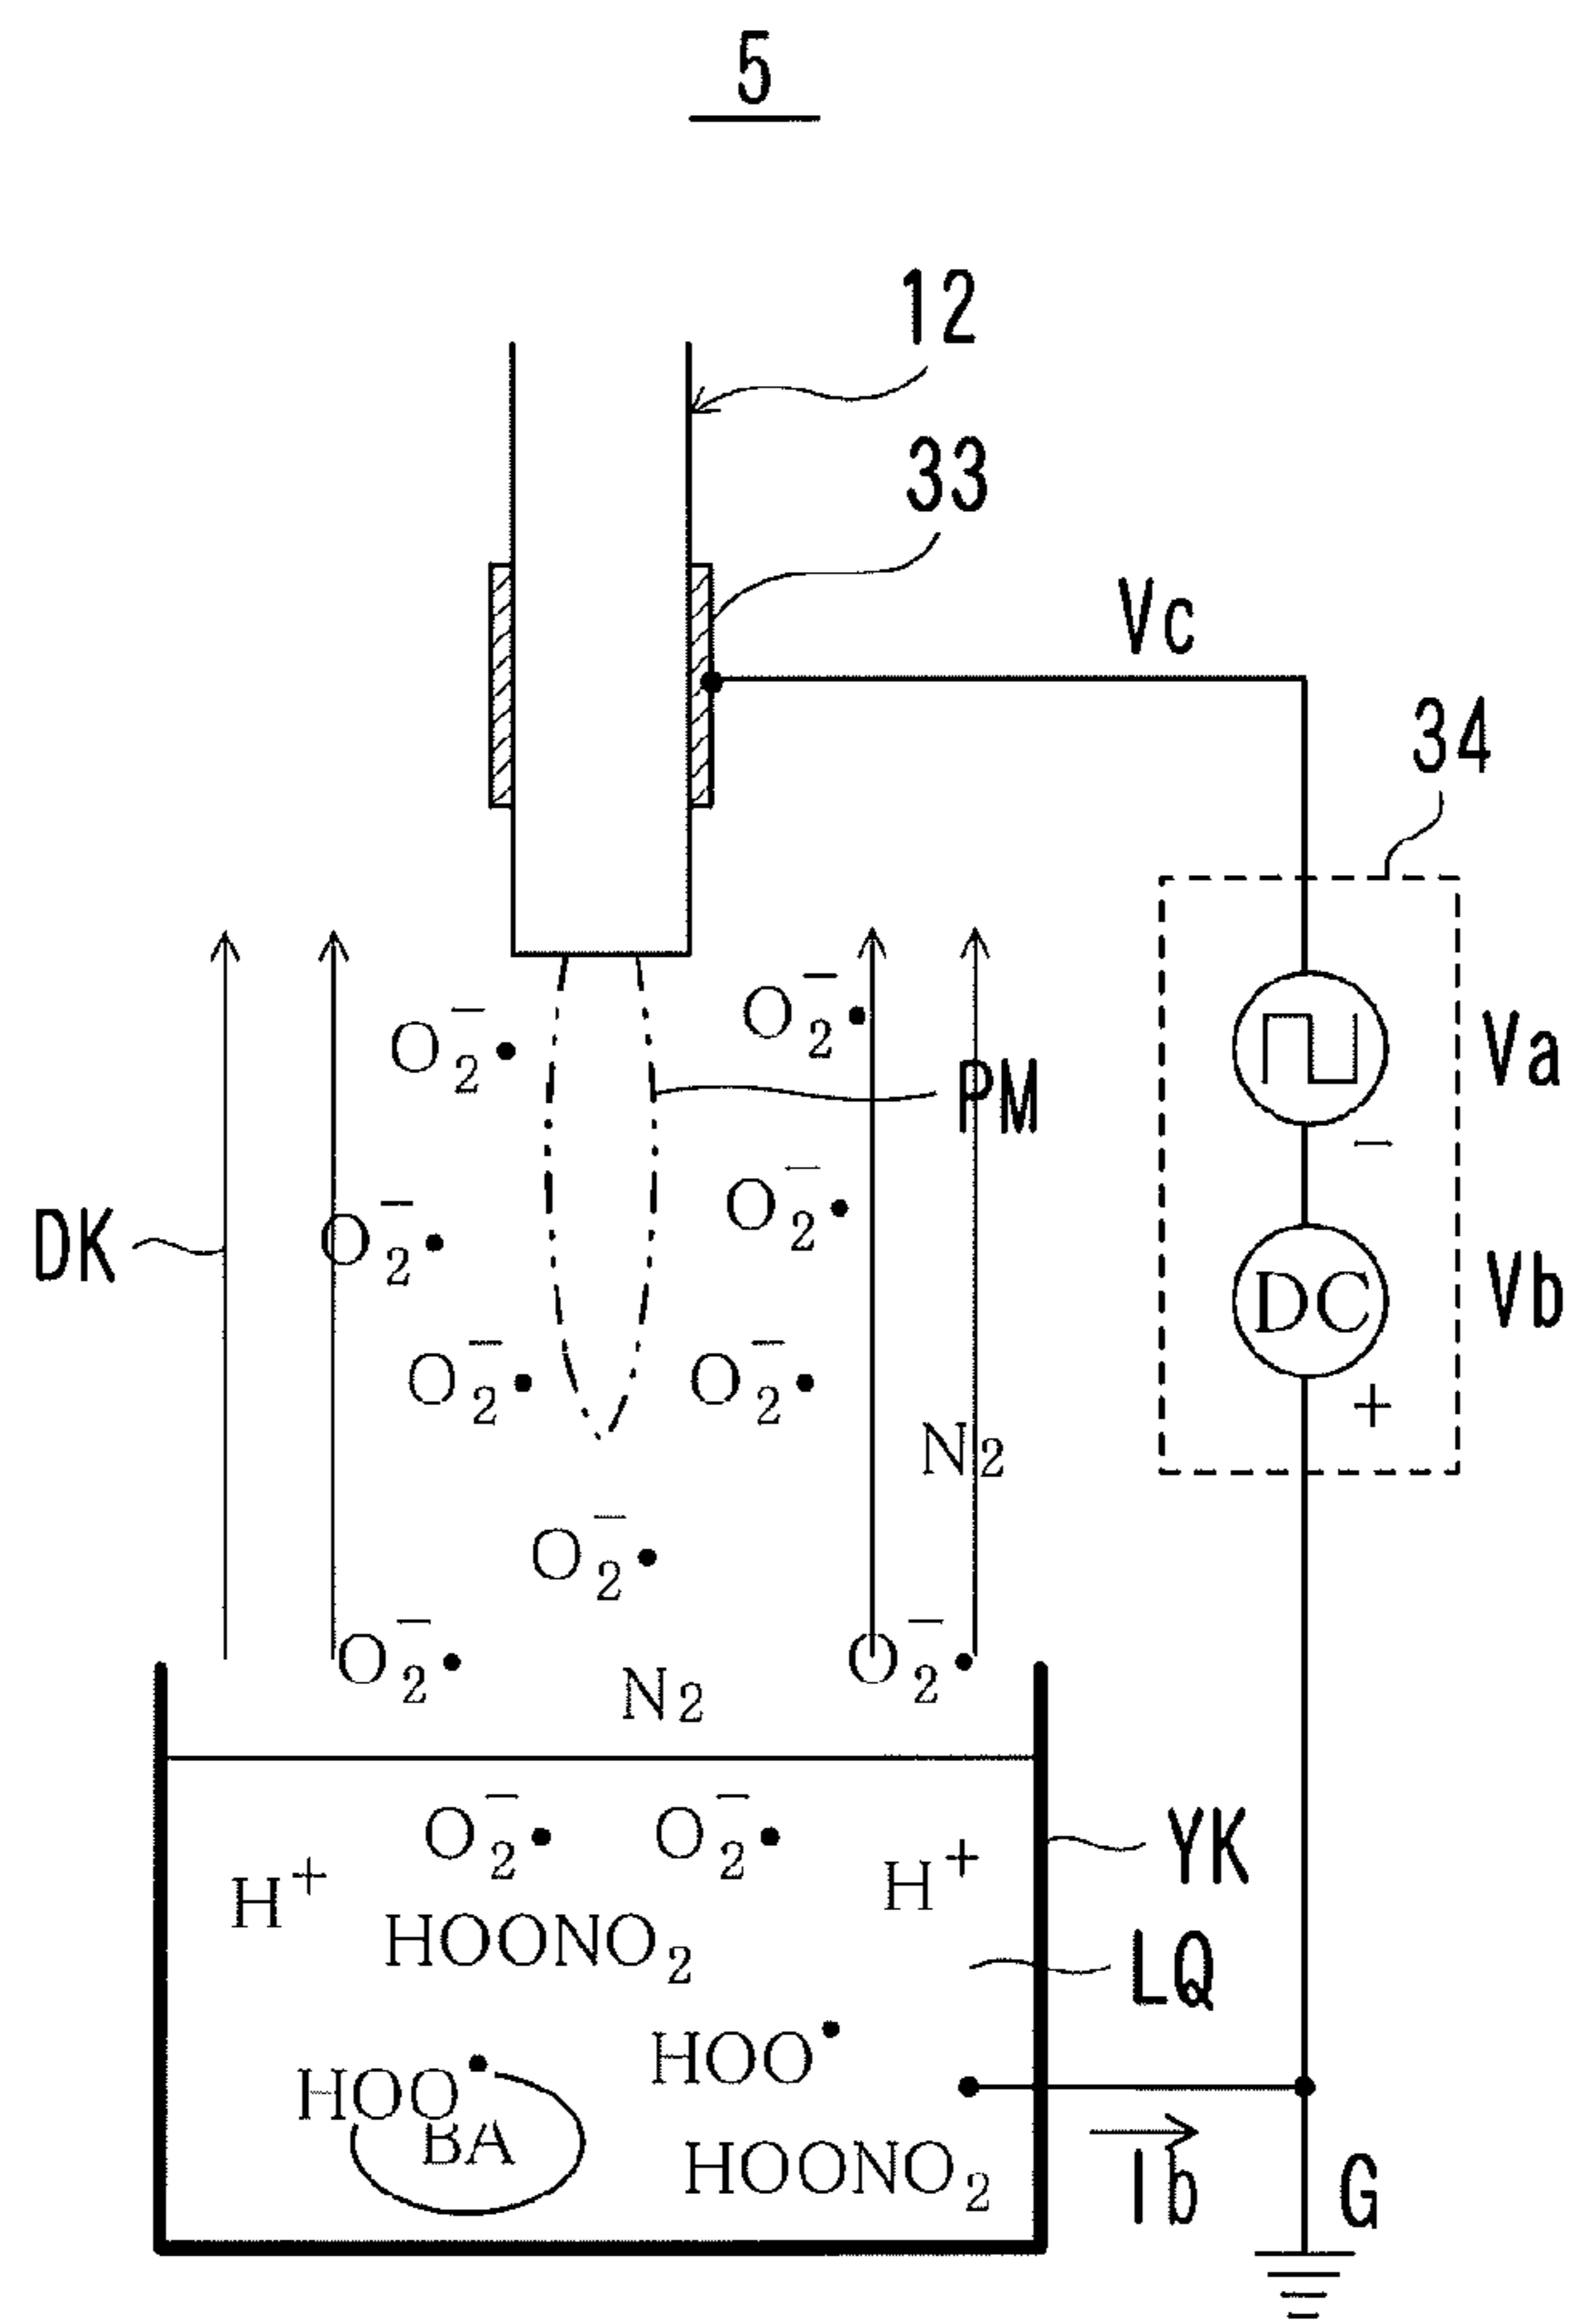 5
12
33
Vc
34
O₂⁻•
O₂⁻•
Va
PM
−
O₂⁻•
DK
O₂⁻•
DC
Vb
O₂⁻•
O₂⁻•
+
N₂
O₂⁻•
O₂⁻•
O₂⁻•
N₂
O₂⁻•
O₂⁻•
YK
H⁺
H⁺
HOONO₂
LQ
HOO•
HOO•
BA
HOONO₂
Ib
G